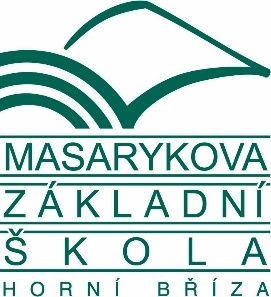 MASARYKOVA
ZÁKLADNÍ
ŠKOLA
HORNÍ BŘÍZA